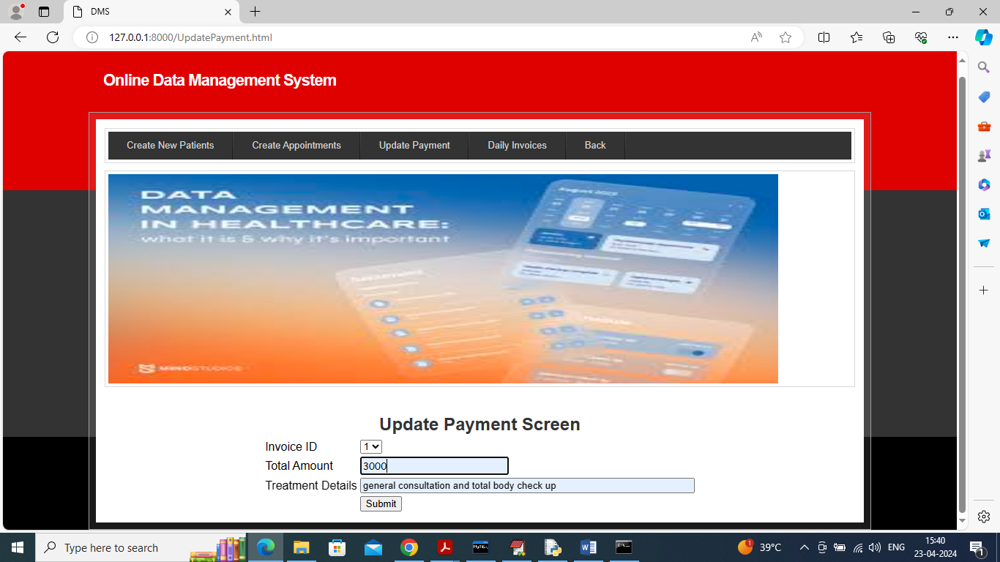 DMS
127.0.0.1:8000/UpdatePayment.html
Online Data Management System
Create New Patients Create Appointments Update Payment Daily Invoices Back
DATA
MANAGEMENT
IN HEALTHCARE:
what it is & why it's important
MINDSTUDIOS
Update Payment Screen
Invoice ID 1
Total Amount 3000
Treatment Details general consultation and total body check up
Submit
Type here to search
39°C
ENG
15:40
23-04-2024
1